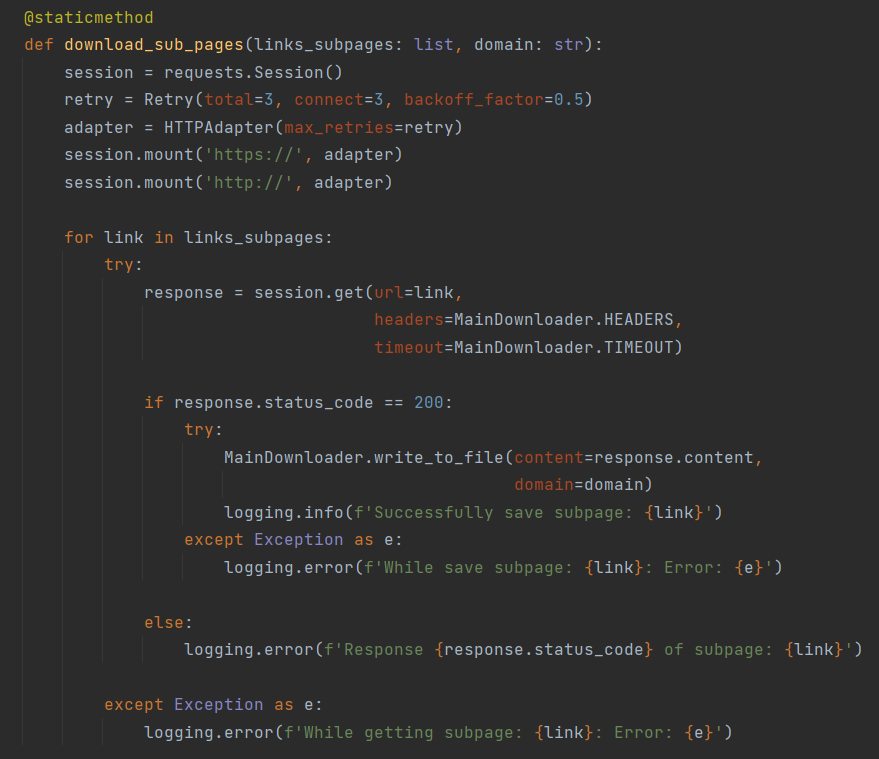 @staticmethod
def download_sub_pages(links_subpages: list, domain: str):
    session = requests.Session()
    retry = Retry(total=3, connect=3, backoff_factor=0.5)
    adapter = HTTPAdapter(max_retries=retry)
    session.mount('https://', adapter)
    session.mount('http://', adapter)

    for link in links_subpages:
        try:
            response = session.get(url=link,
                                   headers=MainDownloader.HEADERS,
                                   timeout=MainDownloader.TIMEOUT)

            if response.status_code == 200:
                try:
                    MainDownloader.write_to_file(content=response.content,
                                                 domain=domain)
                    logging.info(f'Successfully save subpage: {link}')
                except Exception as e:
                    logging.error(f'While save subpage: {link}: Error: {e}')

            else:
                logging.error(f'Response {response.status_code} of subpage: {link}')

        except Exception as e:
            logging.error(f'While getting subpage: {link}: Error: {e}')